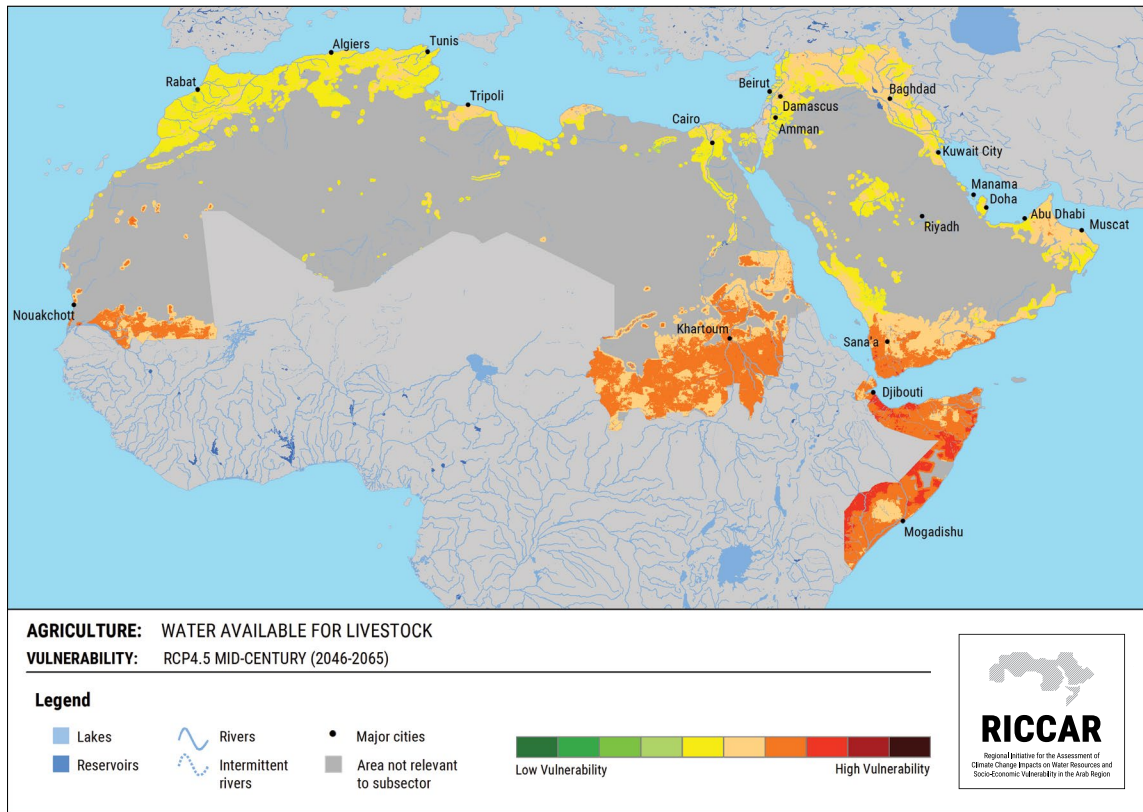 Algiers
Tunis
Rabat
Tripoli
Beirut
Damascus
Amman
Baghdad
Cairo
Kuwait City
Manama
Doha
Abu Dhabi
Muscat
Riyadh
Nouakchott
Khartoum
Sana'a
Djibouti
Mogadishu
AGRICULTURE: WATER AVAILABLE FOR LIVESTOCK
VULNERABILITY: RCP4.5 MID-CENTURY (2046-2065)
Legend
Lakes
Reservoirs
Rivers
Intermittent
rivers
Major cities
Area not relevant
to subsector
Low Vulnerability
High Vulnerability
RICCAR
Regional Initiative for the Assessment of
Climate Change Impacts on Water Resources and
Socio-Economic Vulnerability in the Arab Region